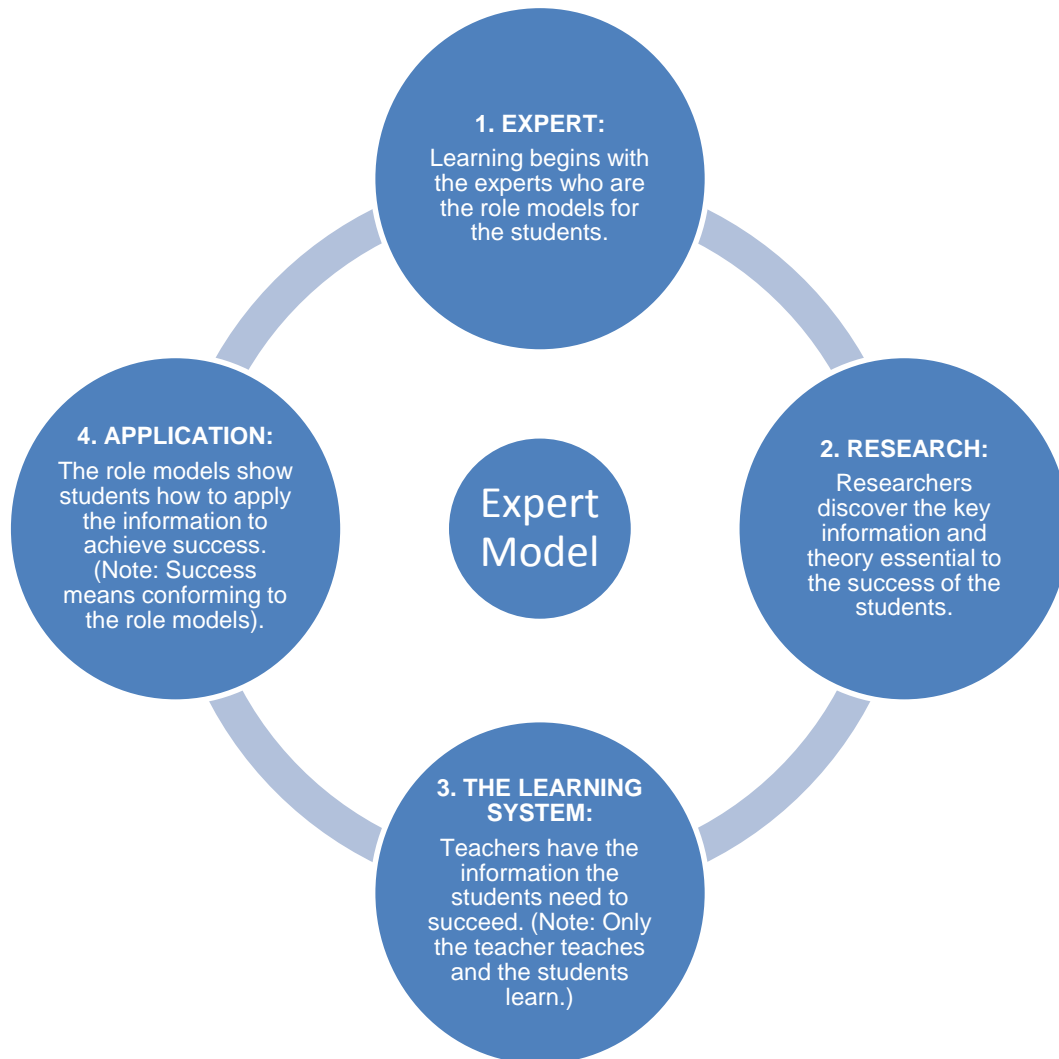 1. EXPERT:
Learning begins with
the experts who are
the role models for
the students.
2. RESEARCH:
Researchers
discover the key
information and
theory essential to
the success of the
students.
3. THE LEARNING
SYSTEM:
Teachers have the
information the
students need to
succeed. (Note: Only
the teacher teaches
and the students
learn.)
4. APPLICATION:
The role models show
students how to apply
the information to
achieve success.
(Note: Success
means conforming to
the role models).
Expert
Model